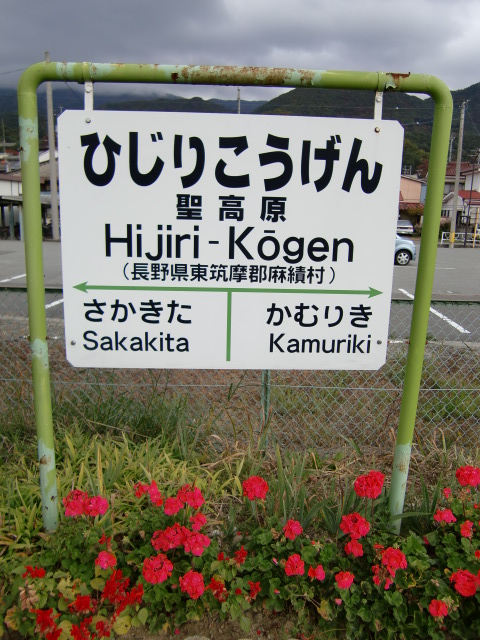 ひじりこうげん
聖高原
Hijiri-Kōgen
(長野県東筑摩郡麻績村)
さかきた かむりき
Sakakita Kamuriki